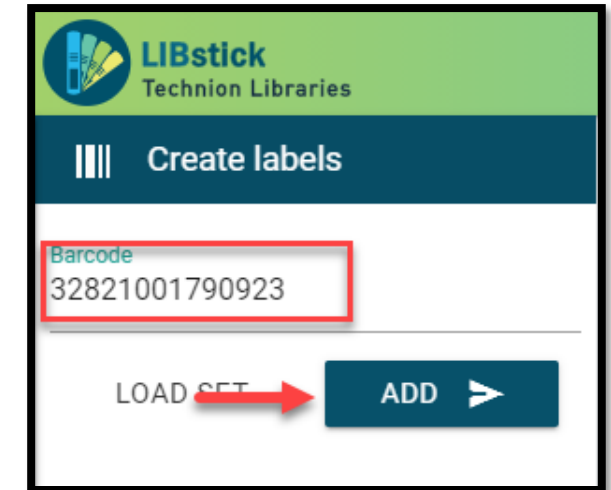 LIBstick
Technion Libraries
Create labels
Barcode
32821001790923
LOAD SET
ADD